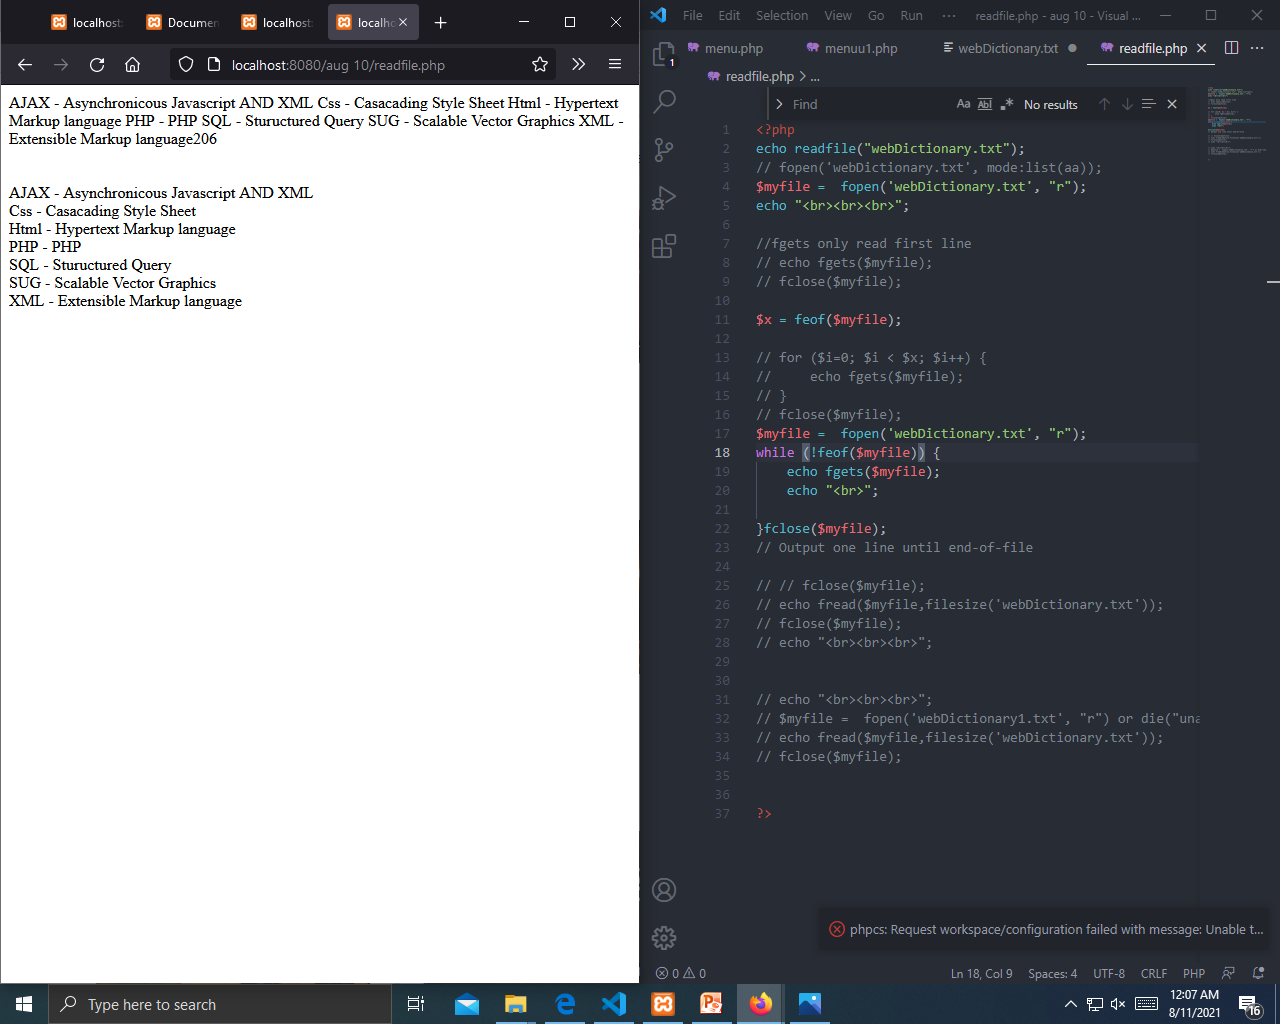 localhost:
Documen
localhost:
localho
localhost:8080/aug 10/readfile.php
AJAX - Asynchronicous Javascript AND XML Css - Casacading Style Sheet Html - Hypertext
Markup language PHP - PHP SQL - Stuructured Query SUG - Scalable Vector Graphics XML -
Extensible Markup language206
AJAX - Asynchronicous Javascript AND XML
Css - Casacading Style Sheet
Html - Hypertext Markup language
PHP - PHP
SQL - Stuructured Query
SUG - Scalable Vector Graphics
XML - Extensible Markup language
File Edit Selection View Go Run ··· readfile.php - aug 10 - Visual ...
1
menu.php menuu1.php webDictionary.txt readfile.php
readfile.php > ...
Find Aa Abl .* No results
1 <?php
2 echo readfile("webDictionary.txt");
3 // fopen('webDictionary.txt', mode:list(aa));
4 $myfile =  fopen('webDictionary.txt', "r");
5 echo "<br><br><br>";
6
7 //fgets only read first line
8 // echo fgets($myfile);
9 // fclose($myfile);
10
11 $x = feof($myfile);
12
13 // for ($i=0; $i < $x; $i++) {
14 //     echo fgets($myfile);
15 // }
16 // fclose($myfile);
17 $myfile =  fopen('webDictionary.txt', "r");
18 while (!feof($myfile)) {
19     echo fgets($myfile);
20     echo "<br>";
21
22 }fclose($myfile);
23 // Output one line until end-of-file
24
25 // // fclose($myfile);
26 // echo fread($myfile,filesize('webDictionary.txt'));
27 // fclose($myfile);
28 // echo "<br><br><br>";
29
30
31 // echo "<br><br><br>";
32 // $myfile =  fopen('webDictionary1.txt', "r") or die("una
33 // echo fread($myfile,filesize('webDictionary.txt'));
34 // fclose($myfile);
35
36
37 ?>
phpcs: Request workspace/configuration failed with message: Unable t...
0 0 Ln 18, Col 9 Spaces: 4 UTF-8 CRLF PHP
Type here to search
12:07 AM
8/11/2021
16